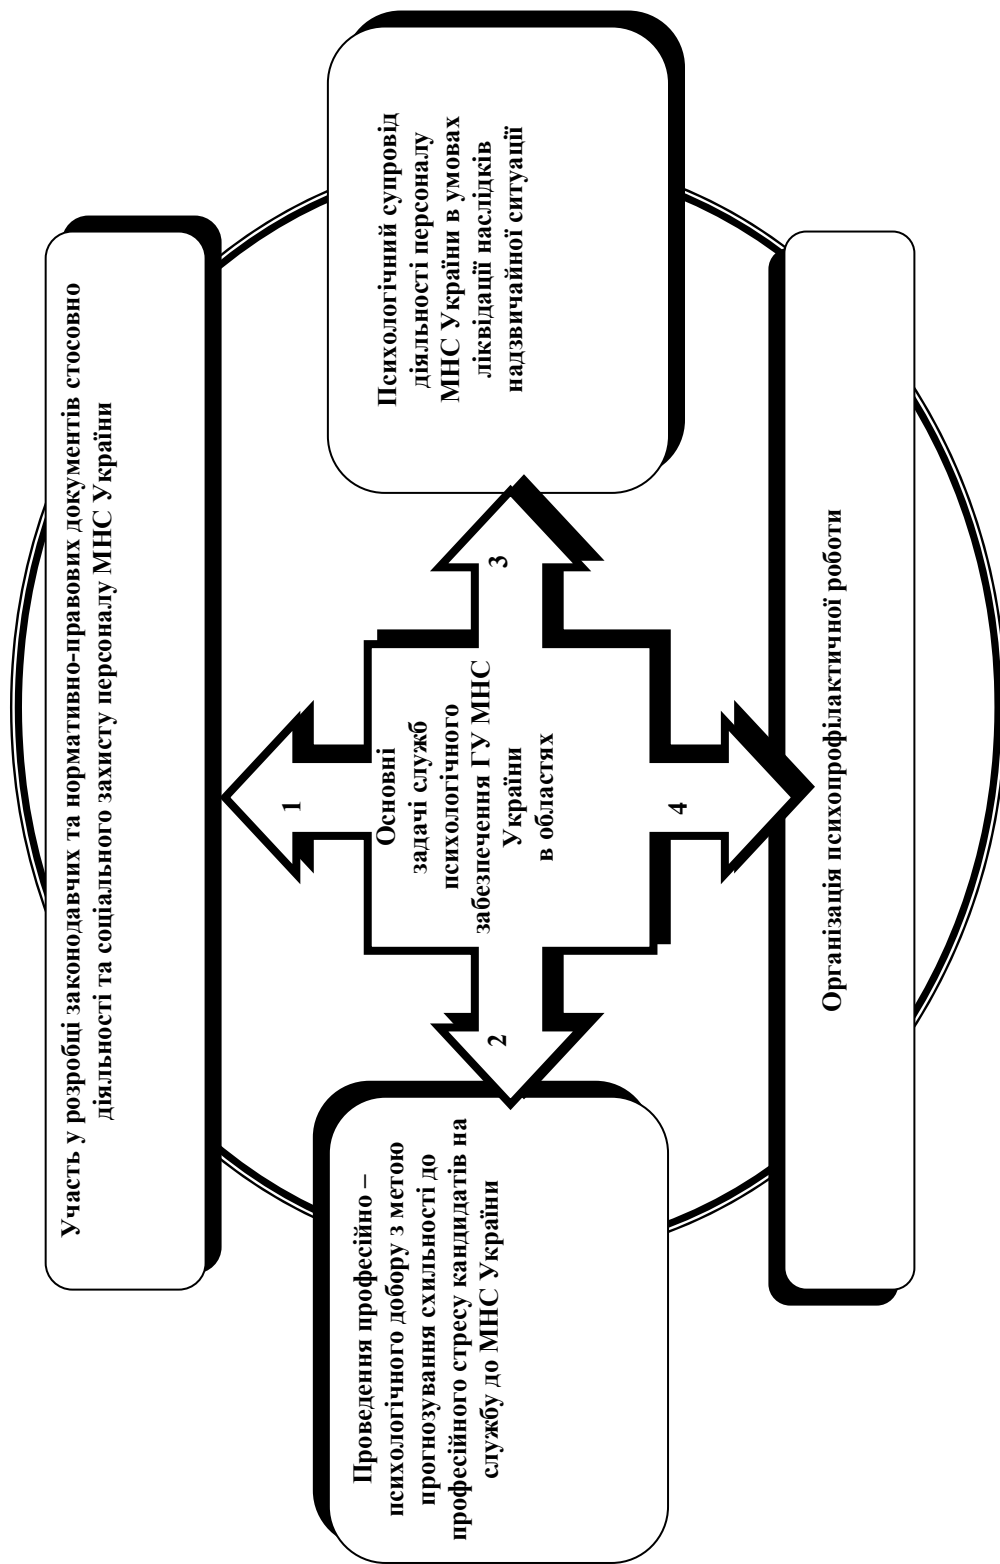 Участь у розробці законодавчих та нормативно-правових документів стосовно
діяльності та соціального захисту персоналу МНС України
1
Проведення професійно –
психологічного добору з метою
прогнозування схильності до
професійного стресу кандидатів на
службу до МНС України
2
Основні
задачі служб
психологічного
забезпечення ГУ МНС
України
в областях
3
Психологічний супровід
діяльності персоналу
МНС України в умовах
ліквідації наслідків
надзвичайної ситуації
4
Організація психопрофілактичної роботи